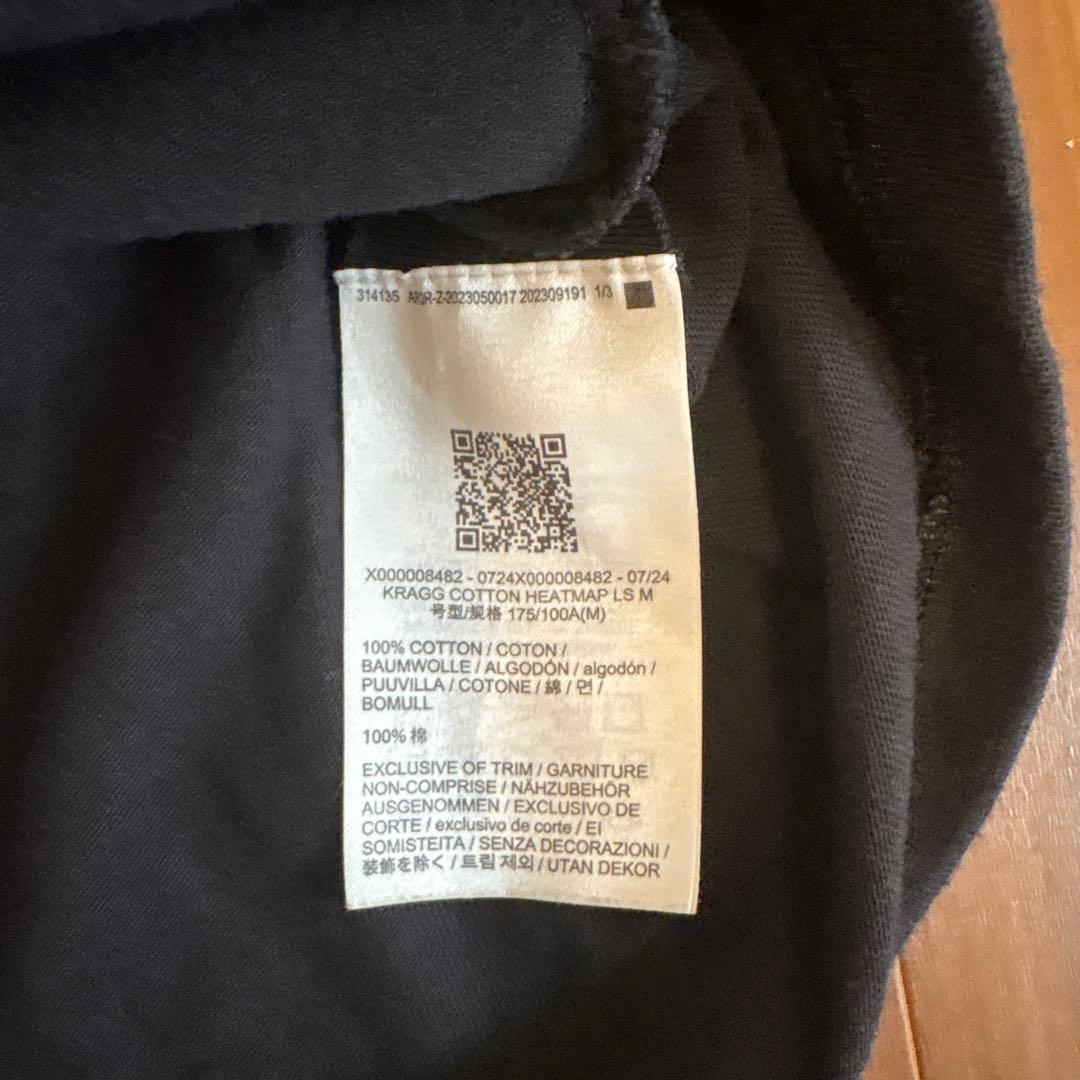 314135 APQR-Z-2023050017 202309191 1/3
X000008482 - 0724X000008482 - 07/24
KRAGG COTTON HEATMAP LS M
号型/规格 175/100A(M)
100% COTTON / COTON /
BAUMWOLLE / ALGODÓN / algodón /
PUUVILLA / COTONE / 綿 / 면 /
BOMULL
100% 棉
EXCLUSIVE OF TRIM / GARNITURE
NON-COMPRISE / NÄHZUBEHÖR
AUSGENOMMEN / EXCLUSIVO DE
CORTE / exclusivo de corte / EI
SOMISTEITA / SENZA DECORAZIONI /
装飾を除く / 트림 제외 / UTAN DEKOR